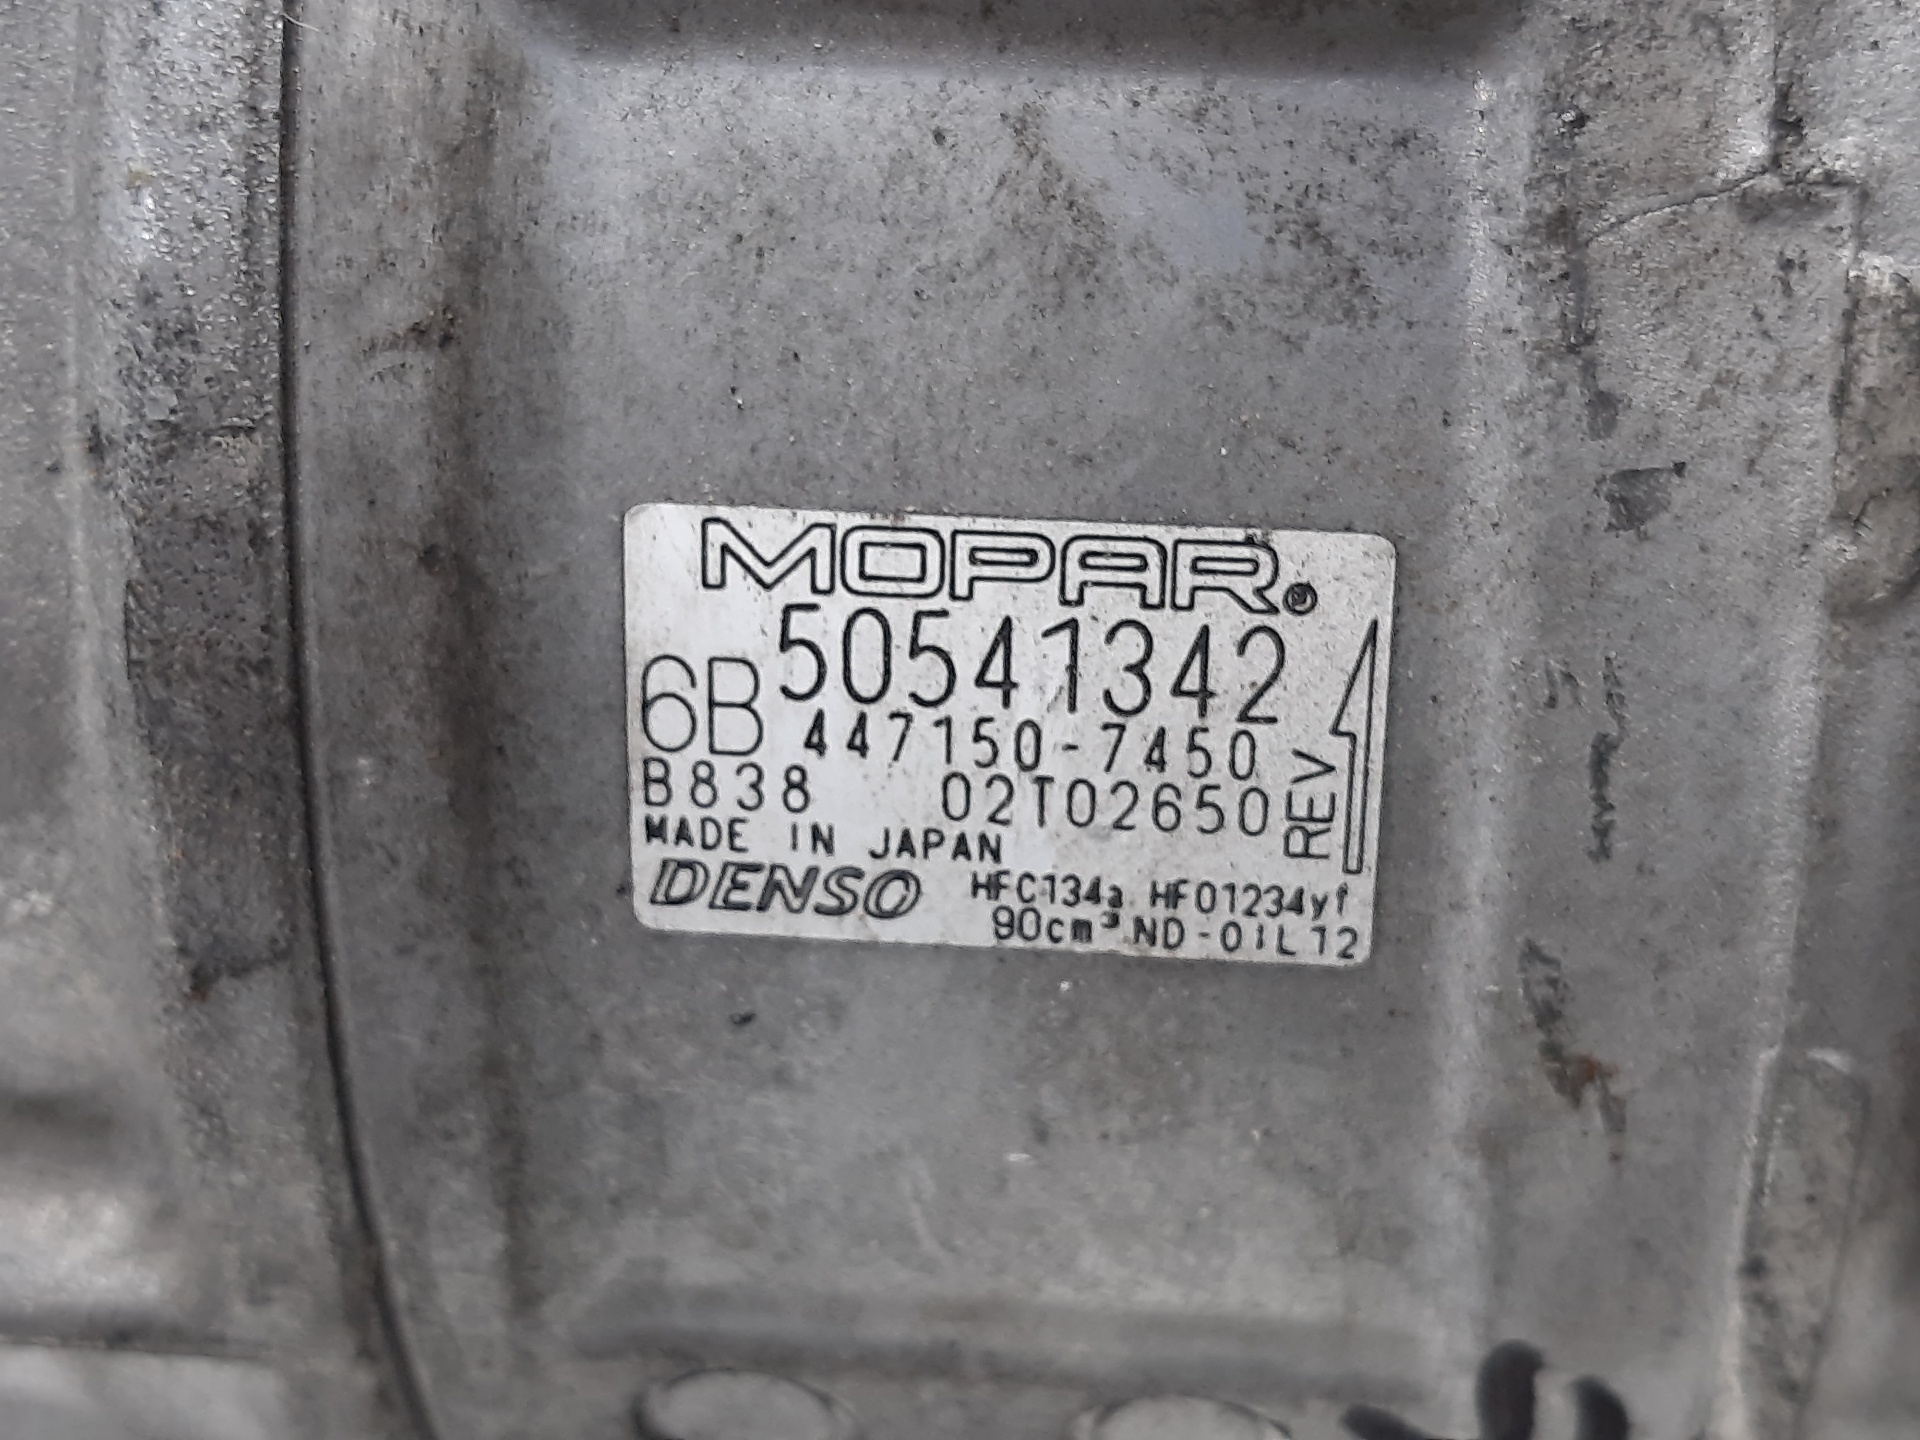 MOPAR®
6B 50541342
447150-7450
B838 02T02650
REV
MADE IN JAPAN
DENSO HFC134a HFO1234yf
90cm³ ND-OIL12